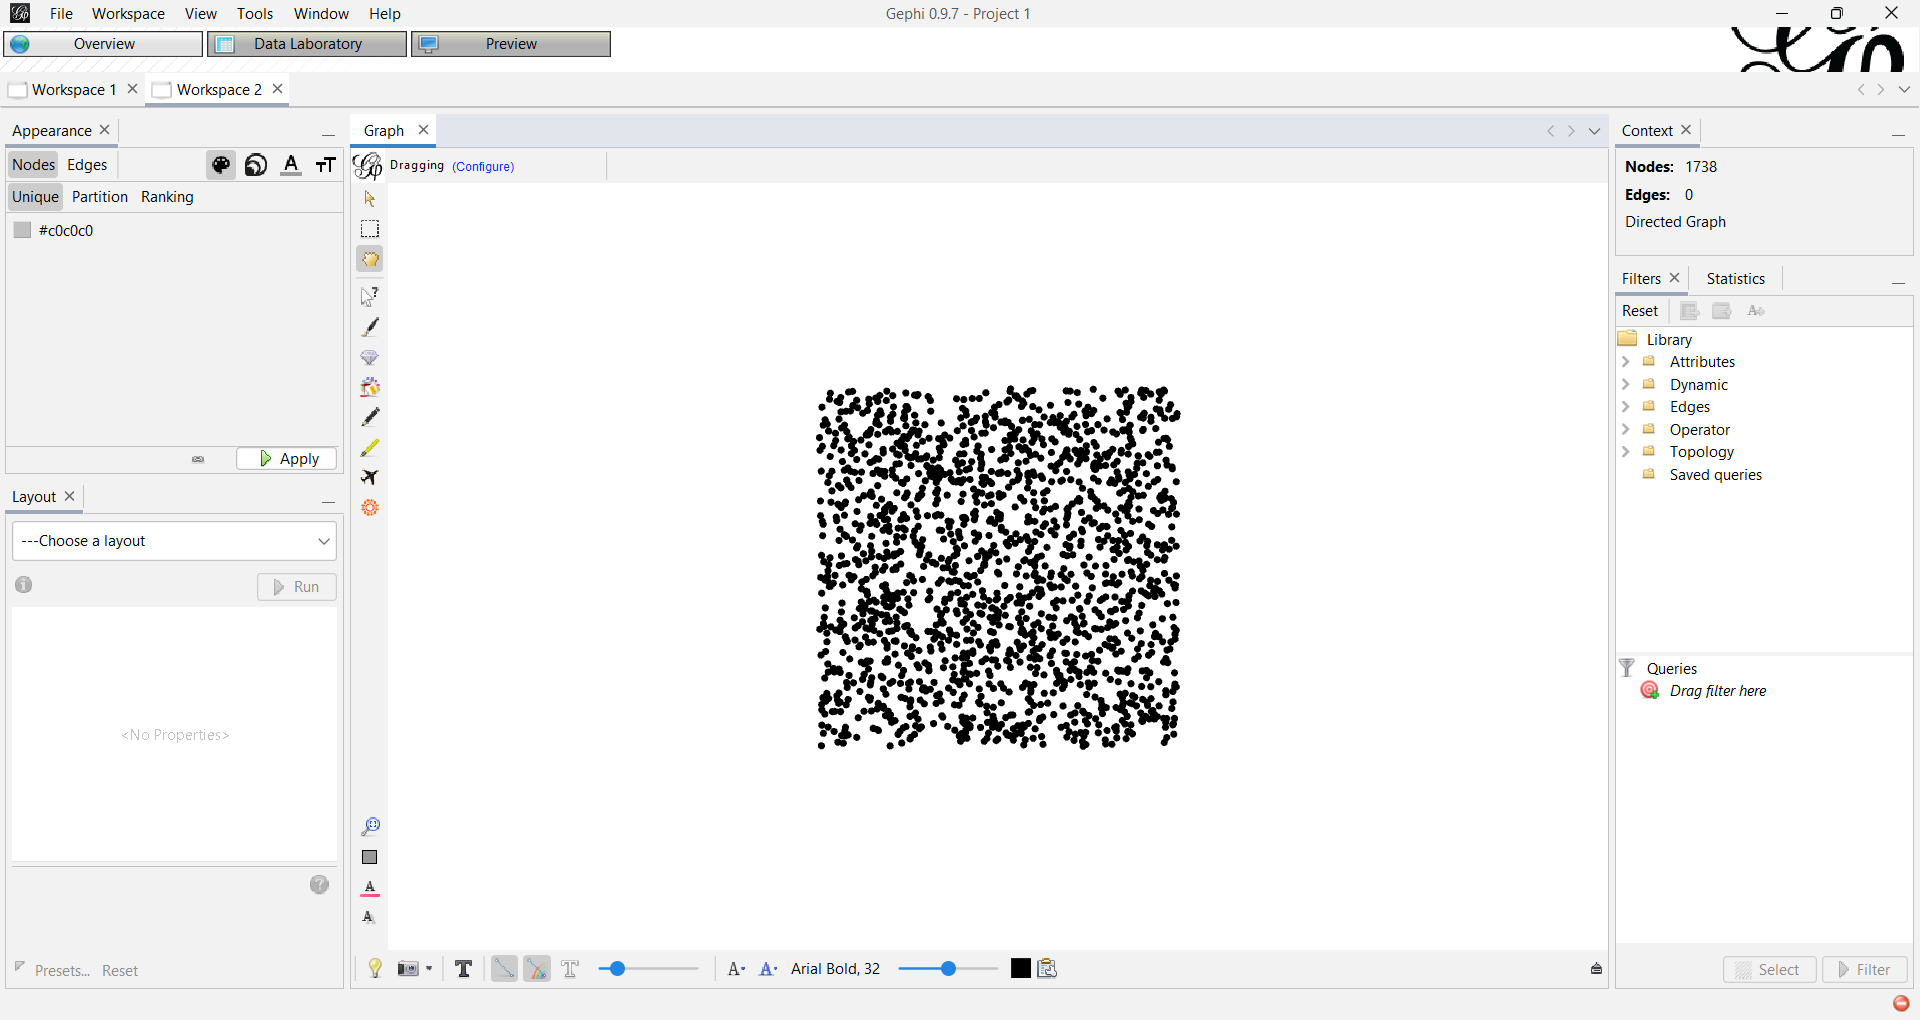 File Workspace View Tools Window Help
Gephi 0.9.7 - Project 1
Overview
Data Laboratory
Preview
Workspace 1
Workspace 2
Appearance
Nodes Edges
Unique Partition Ranking
#c0c0c0
Apply
Layout
---Choose a layout
Run
<No Properties>
Presets... Reset
Graph
Dragging (Configure)
Arial Bold, 32
Context
Nodes: 1738
Edges: 0
Directed Graph
Filters Statistics
Reset
Library
Attributes
Dynamic
Edges
Operator
Topology
Saved queries
Queries
Drag filter here
Select Filter